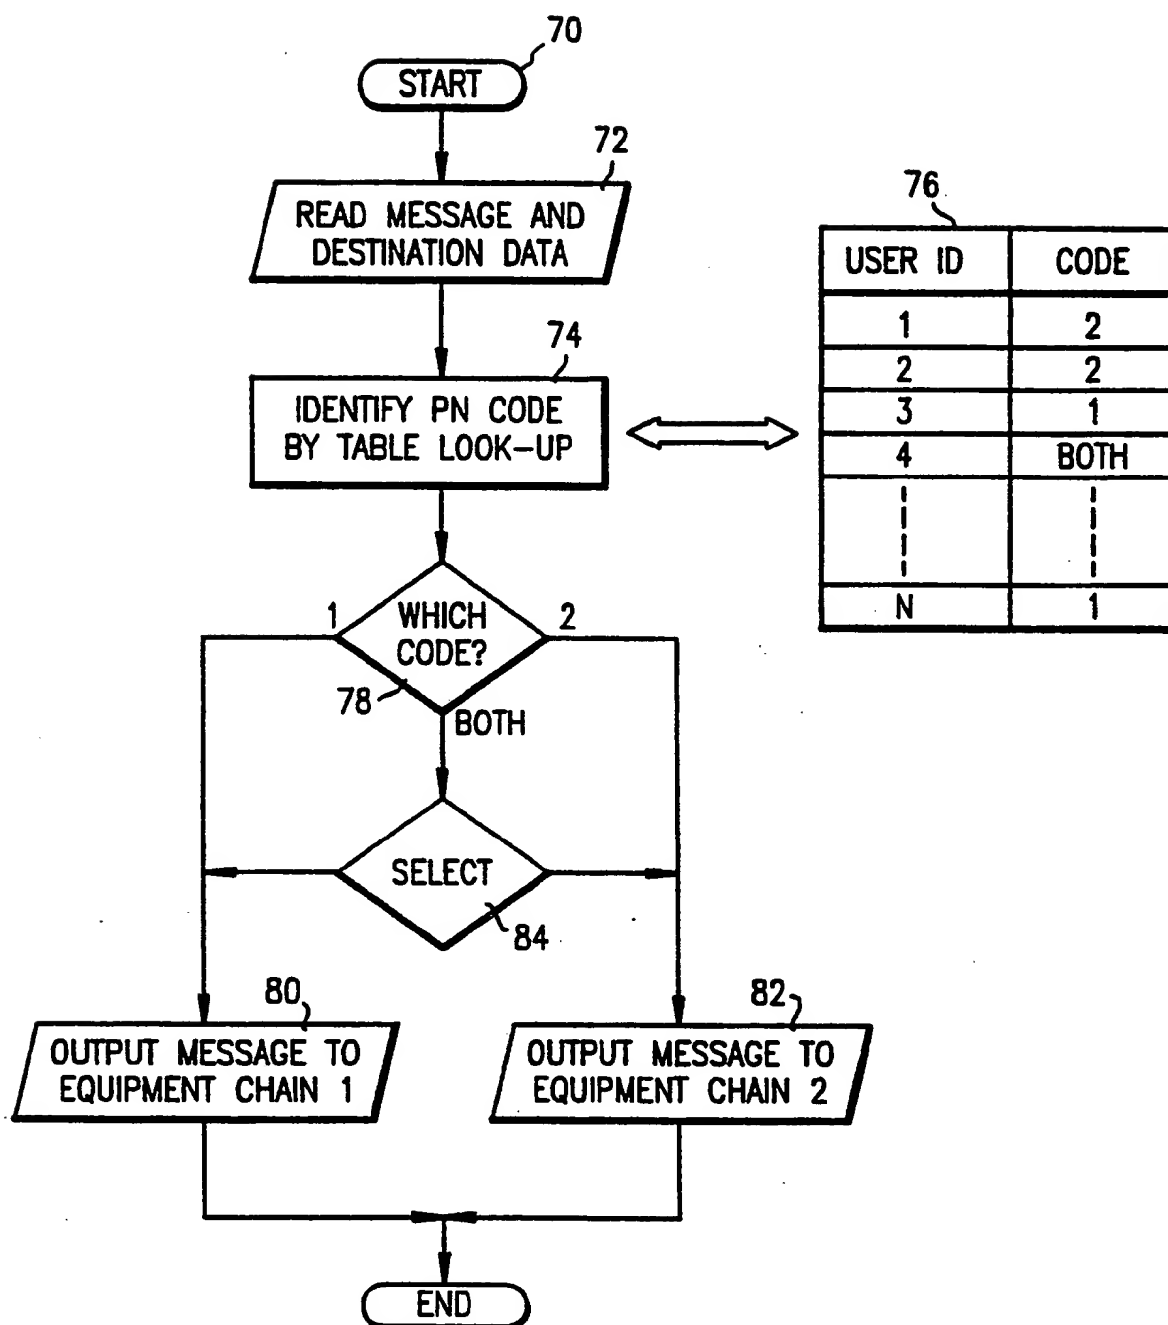 70
START
72
READ MESSAGE AND
DESTINATION DATA
74
IDENTIFY PN CODE
BY TABLE LOOK-UP
76
USER ID CODE
1 2
2 2
3 1
4 BOTH
N 1
1 WHICH 2
CODE?
78
BOTH
SELECT
84
80
OUTPUT MESSAGE TO
EQUIPMENT CHAIN 1
82
OUTPUT MESSAGE TO
EQUIPMENT CHAIN 2
END